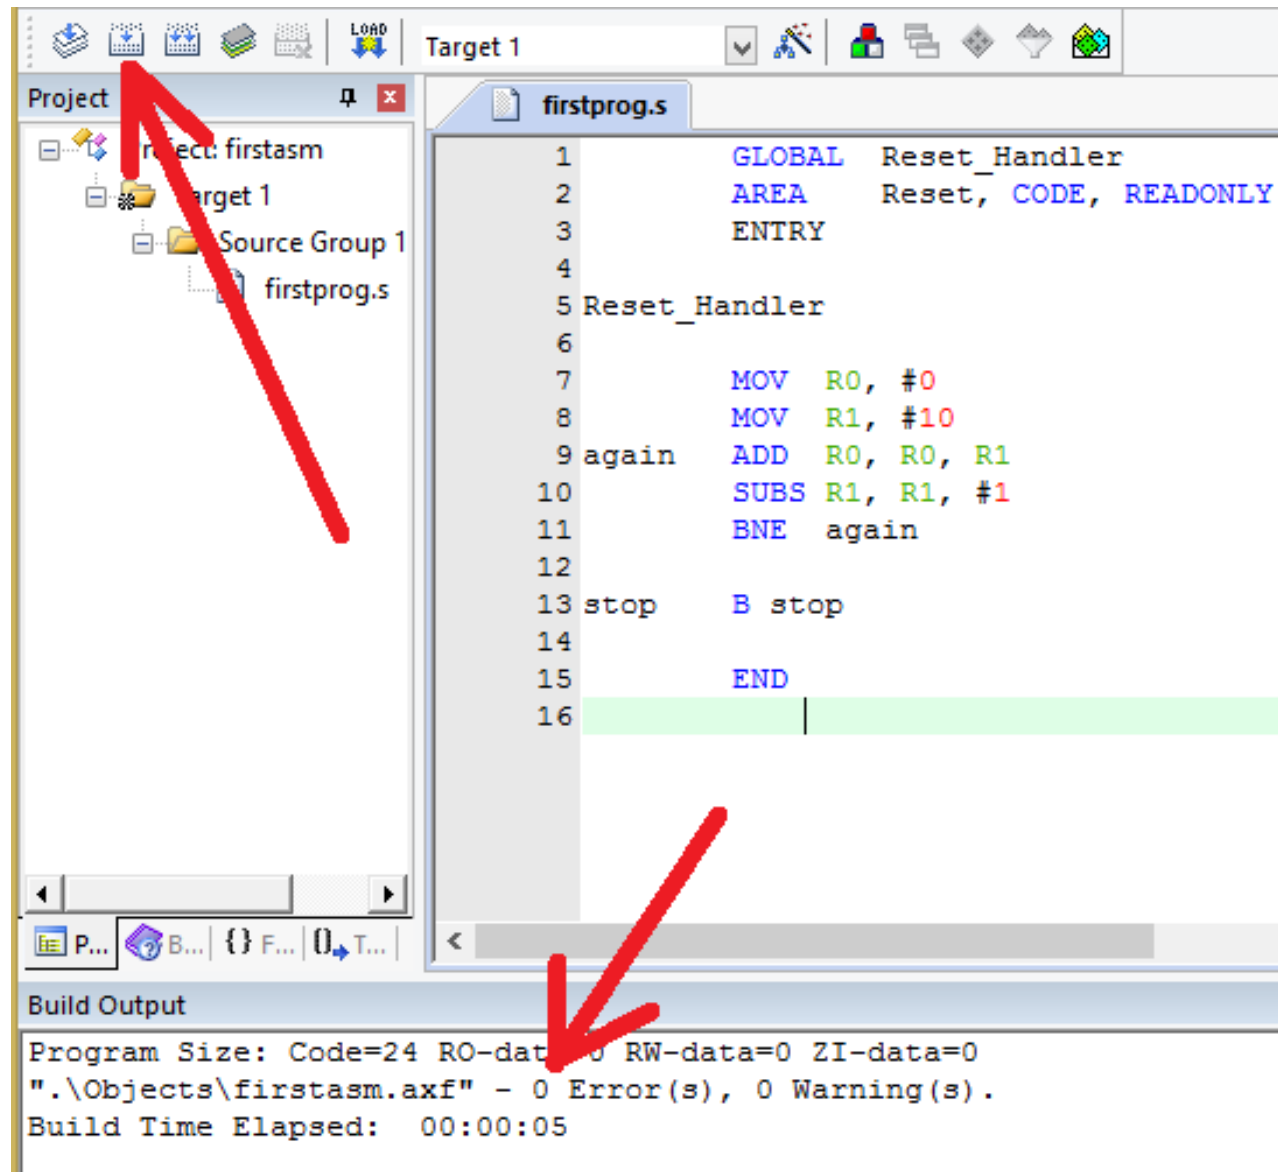 LOAD
Target 1
Project
firstprog.s
Project: firstasm
Target 1
Source Group 1
firstprog.s
1 GLOBAL Reset_Handler
2 AREA Reset, CODE, READONLY
3 ENTRY
4
5 Reset_Handler
6
7 MOV R0, #0
8 MOV R1, #10
9 again ADD R0, R0, R1
10 SUBS R1, R1, #1
11 BNE again
12
13 stop B stop
14
15 END
16
P... B... {} F... 0 T...
Build Output
Program Size: Code=24 RO-data=0 RW-data=0 ZI-data=0
".\Objects\firstasm.axf" - 0 Error(s), 0 Warning(s).
Build Time Elapsed: 00:00:05